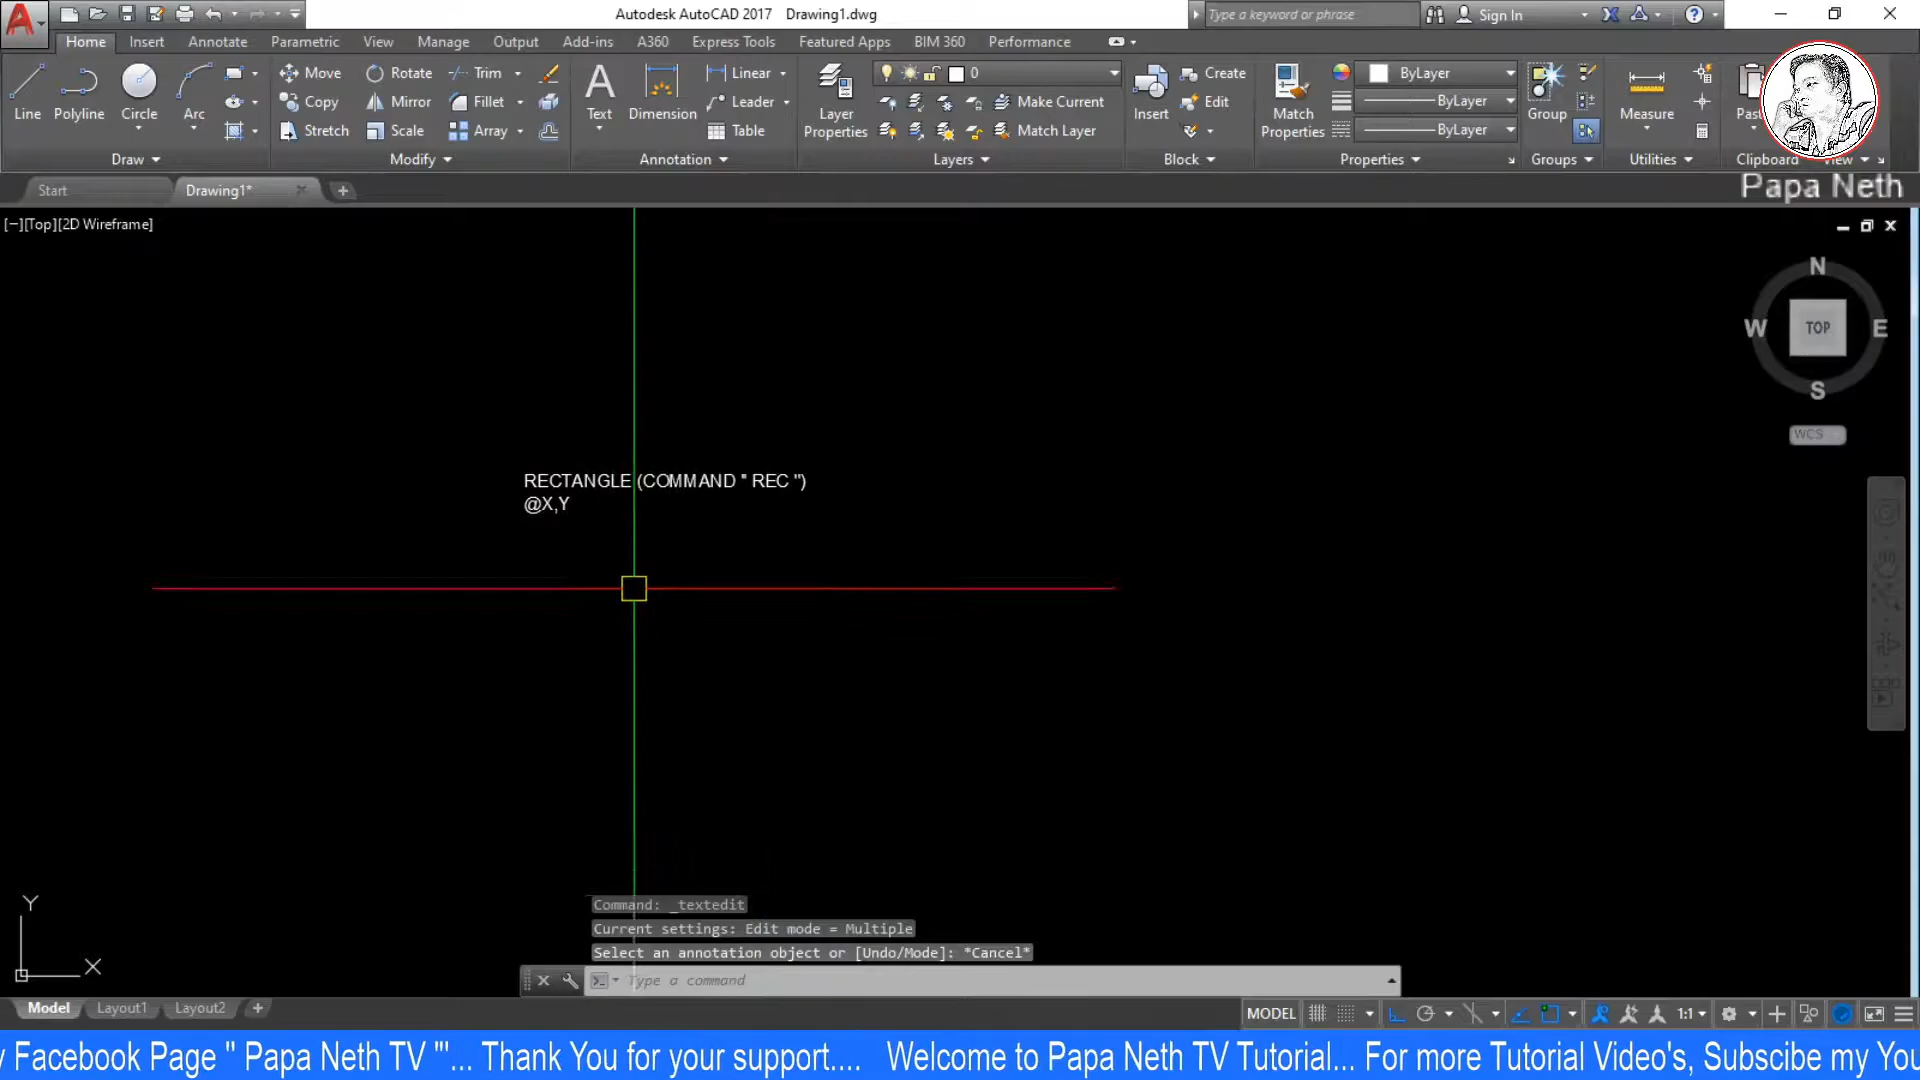 Autodesk AutoCAD 2017 Drawing1.dwg
Type a keyword or phrase
Sign In
Home Insert Annotate Parametric View Manage Output Add-ins A360 Express Tools Featured Apps BIM 360 Performance
Line Polyline Circle Arc
Draw
Move Rotate Trim
Copy Mirror Fillet
Stretch Scale Array
Modify
Text Dimension
Linear
Leader
Table
Annotation
Layer Properties
0
Make Current
Match Layer
Layers
Insert
Create
Edit
Block
Match Properties
ByLayer
ByLayer
ByLayer
Properties
Group
Groups
Measure
Utilities
Clipboard
View
Papa Neth
Start Drawing1*
[−][Top][2D Wireframe]
N
W TOP E
S
WCS
RECTANGLE (COMMAND " REC ")
@X,Y
Y
X
Command: _textedit
Current settings: Edit mode = Multiple
Select an annotation object or [Undo/Mode]: *Cancel*
Type a command
Model Layout1 Layout2
MODEL 1:1
y Facebook Page " Papa Neth TV "'... Thank You for your support.... Welcome to Papa Neth TV Tutorial... For more Tutorial Video's, Subscibe my You